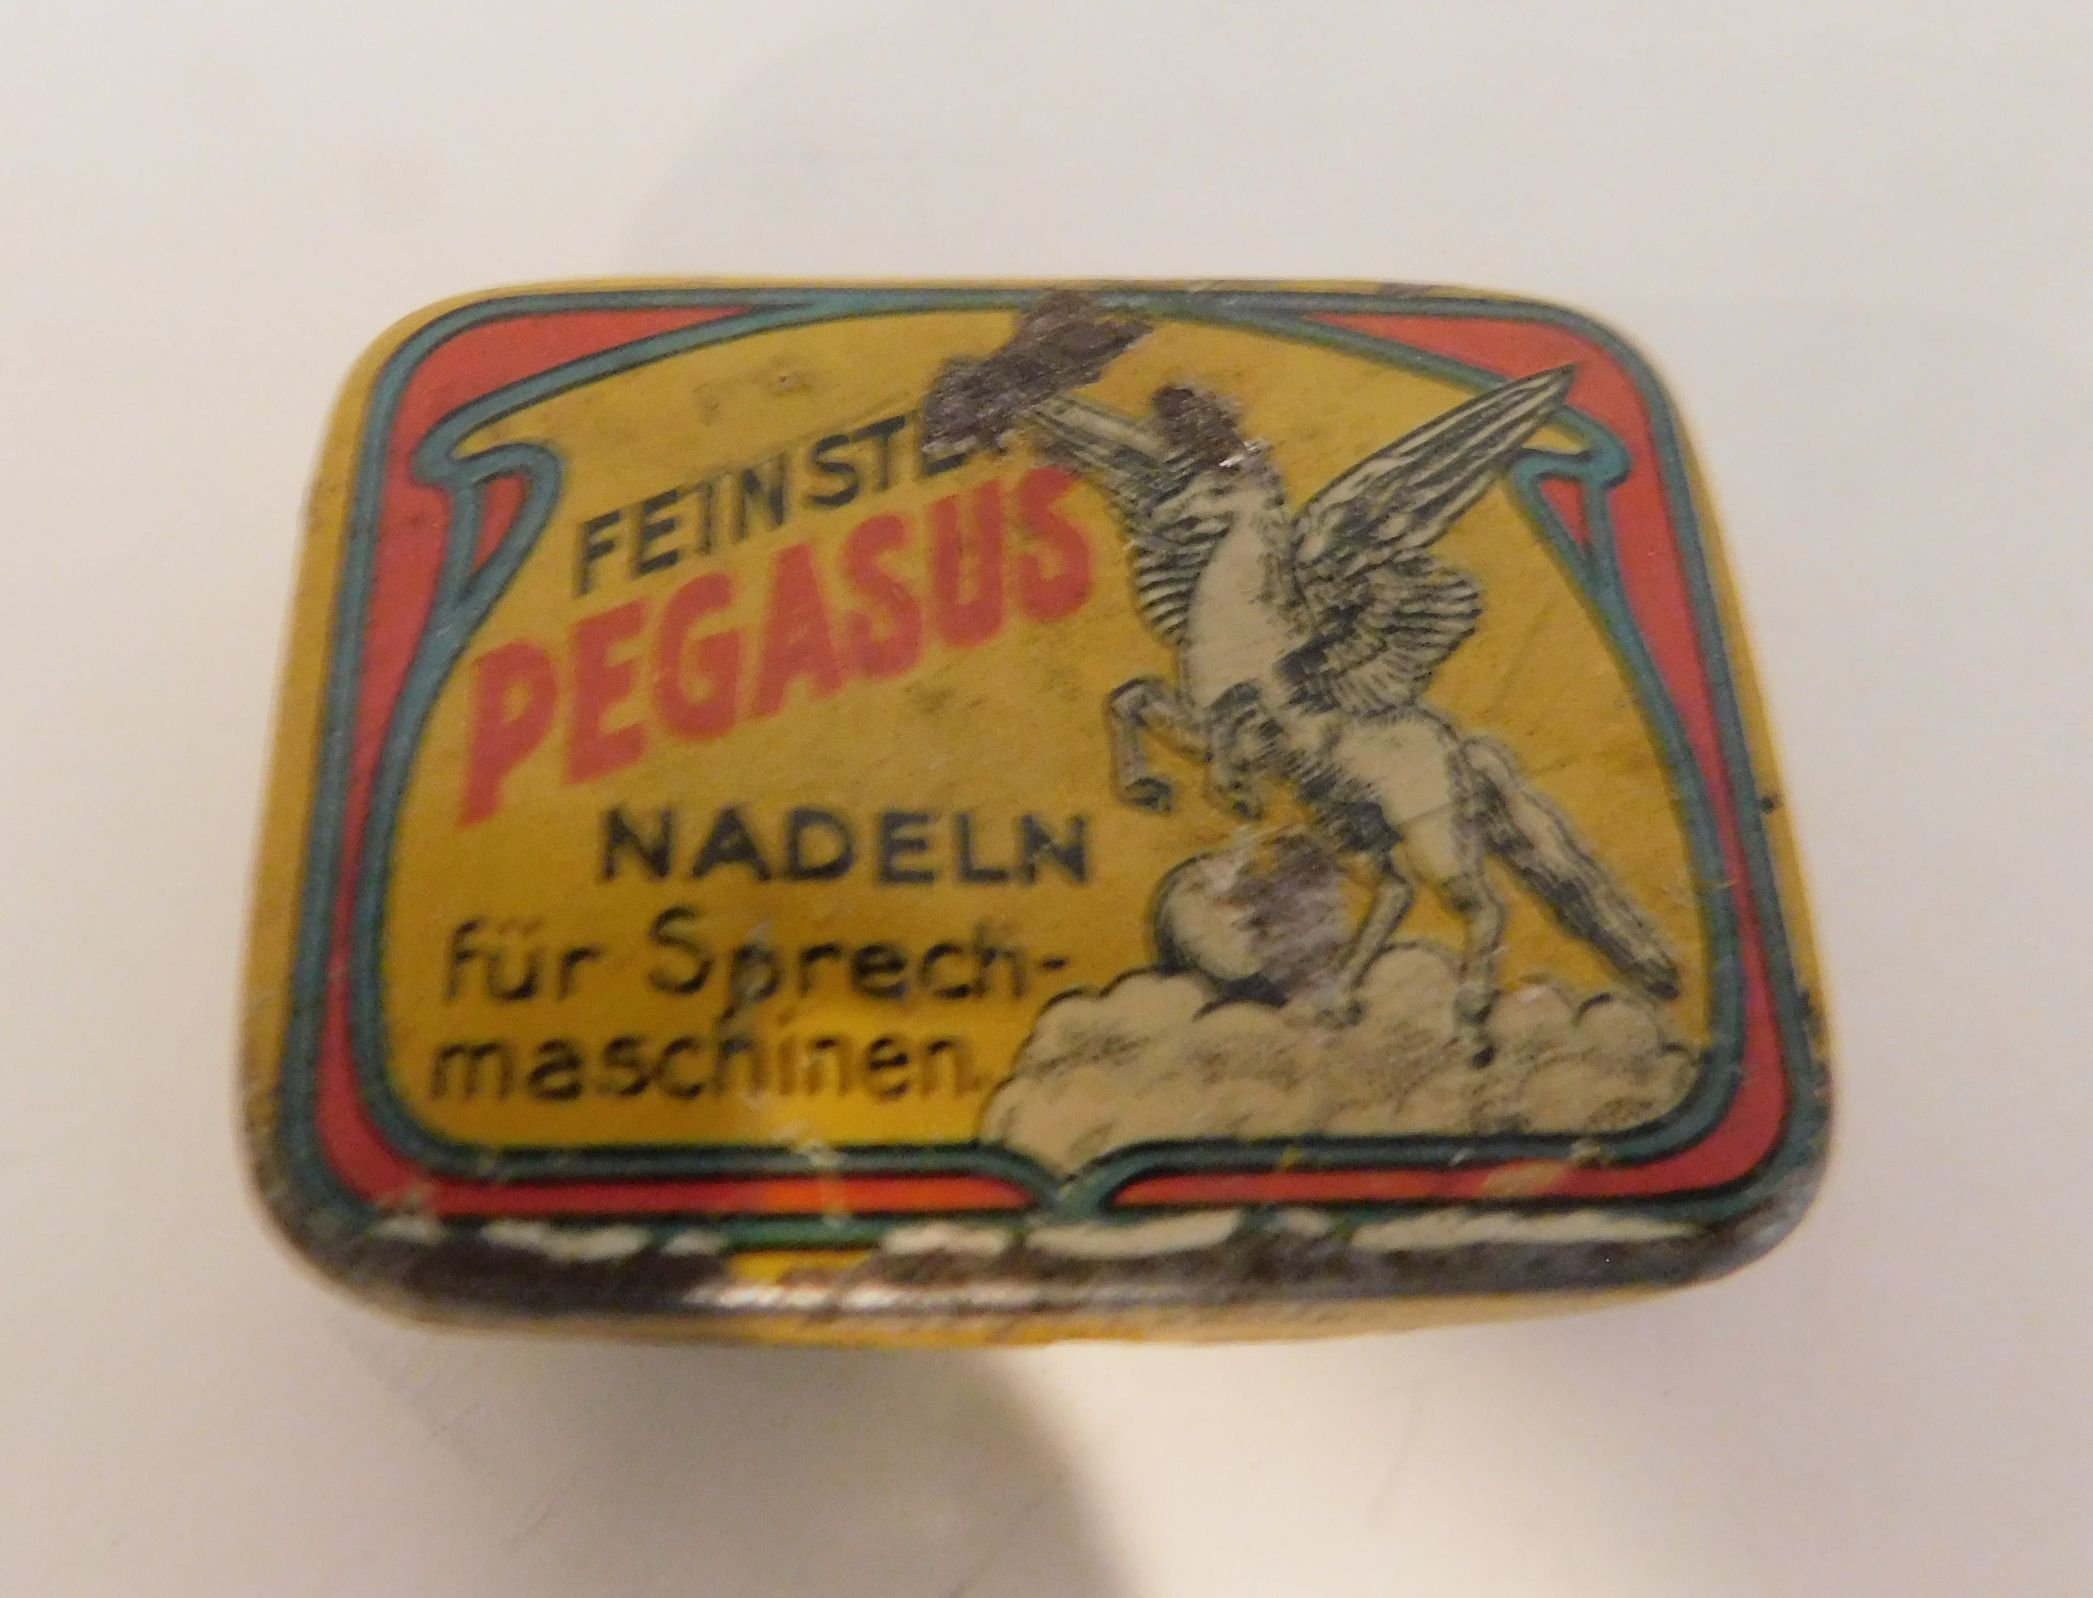 FEINSTE
PEGASUS
NADELN
für Sprech-
maschinen.